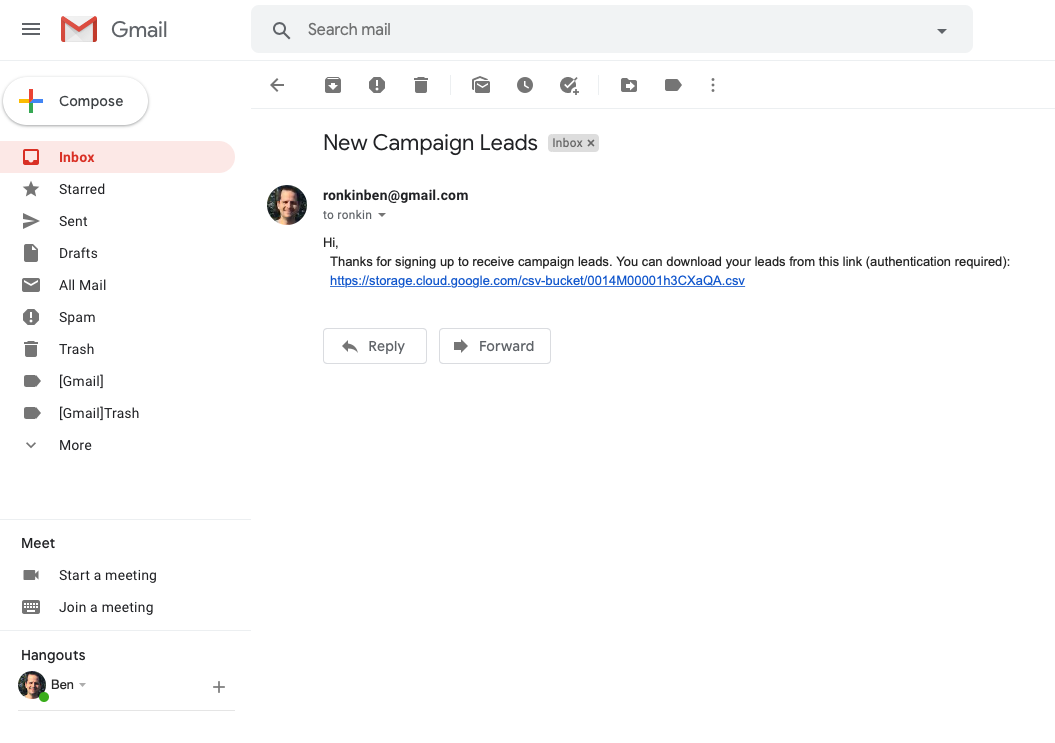 Gmail
Search mail
Compose
Inbox
Starred
Sent
Drafts
All Mail
Spam
Trash
[Gmail]
[Gmail]Trash
More
Meet
Start a meeting
Join a meeting
Hangouts
Ben
New Campaign Leads Inbox ×
ronkinben@gmail.com
to ronkin
Hi,
Thanks for signing up to receive campaign leads. You can download your leads from this link (authentication required):
https://storage.cloud.google.com/csv-bucket/0014M00001h3CXaQA.csv
Reply Forward